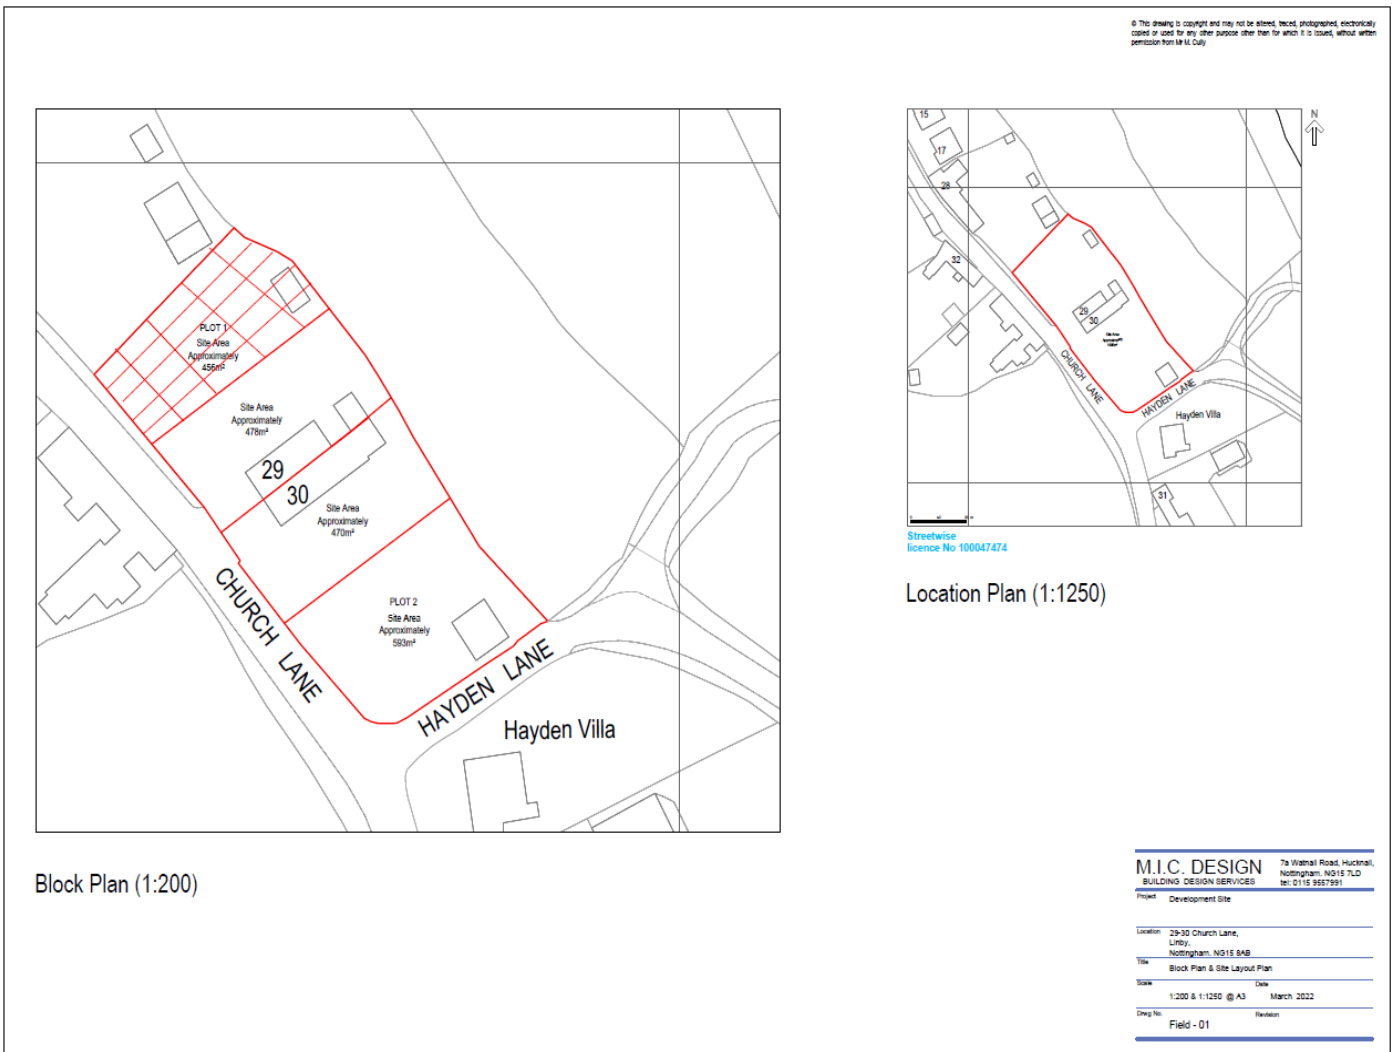 © This drawing is copyright and may not be altered, traced, photographed, electronically
copied or used for any other purpose other than for which it is issued, without written
permission from Mr M. Cully
PLOT 1
Site Area
Approximately
456m²
Site Area
Approximately
478m²
29
30
Site Area
Approximately
470m²
PLOT 2
Site Area
Approximately
593m²
CHURCH LANE
HAYDEN LANE
Hayden Villa
Block Plan (1:200)
N
15
17
28
32
29
30
Site Area
Approximately
CHURCH LANE
HAYDEN LANE
Hayden Villa
31
Streetwise
licence No 100047474
Location Plan (1:1250)
M.I.C. DESIGN
BUILDING DESIGN SERVICES
7a Watnall Road, Hucknall,
Nottingham. NG15 7LD
tel: 0115 9557991
Project
Development Site
Location
29-30 Church Lane,
Linby,
Nottingham. NG15 8AB
Title
Block Plan & Site Layout Plan
Scale
Date
1:200 & 1:1250 @ A3
March 2022
Drwg No.
Revision
Field - 01